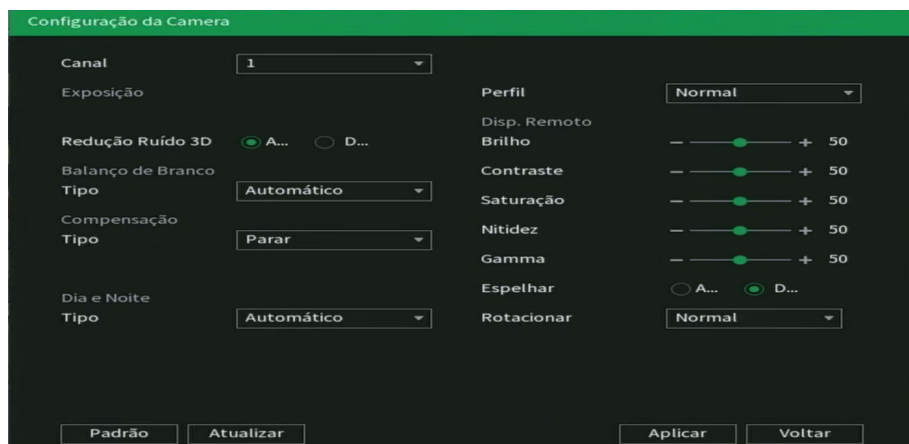 Configuração da Camera
Canal 1
Exposição
Redução Ruído 3D A... D...
Balanço de Branco
Tipo Automático
Compensação
Tipo Parar
Dia e Noite
Tipo Automático
Perfil Normal
Disp. Remoto
Brilho - + 50
Contraste - + 50
Saturação - + 50
Nitidez - + 50
Gamma - + 50
Espelhar A... D...
Rotacionar Normal
Padrão Atualizar Aplicar Voltar